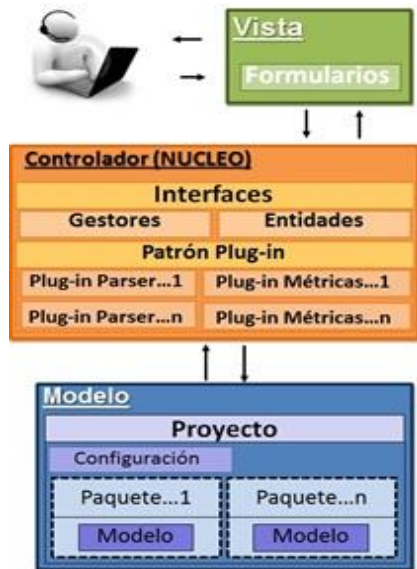 Vista
Formularios
Controlador (NUCLEO)
Interfaces
Gestores Entidades
Patrón Plug-in
Plug-in Parser...1 Plug-in Métricas...1
Plug-in Parser...n Plug-in Métricas...n
Modelo
Proyecto
Configuración
Paquete...1 Paquete...n
Modelo Modelo